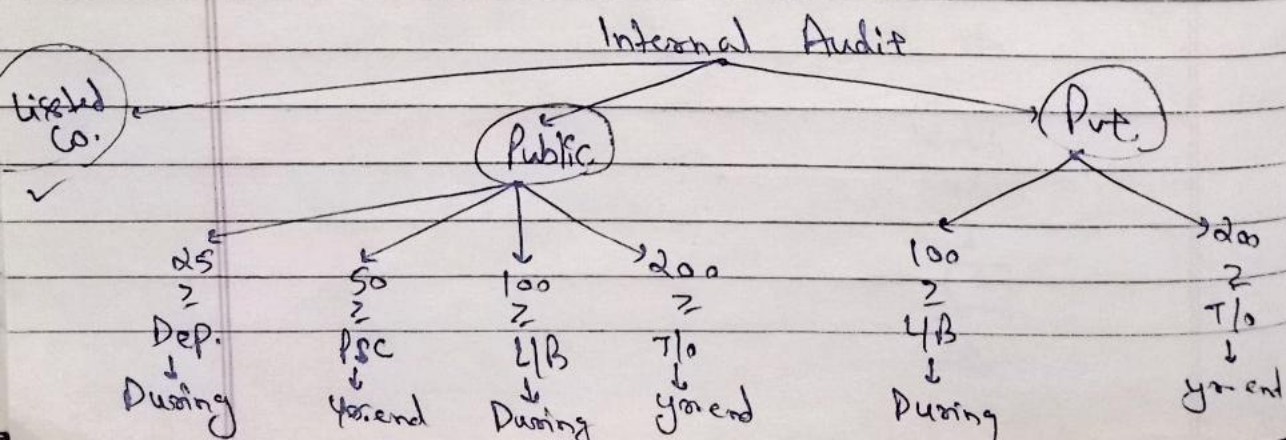 Internal Audit
Listed Co.
Public
Pvt.
✓
25 50 100 200 100 200
≥ ≥ ≥ ≥ ≥ ≥
Dep. PSC L/B T/o L/B T/o
During yr.end During yr end During yr end